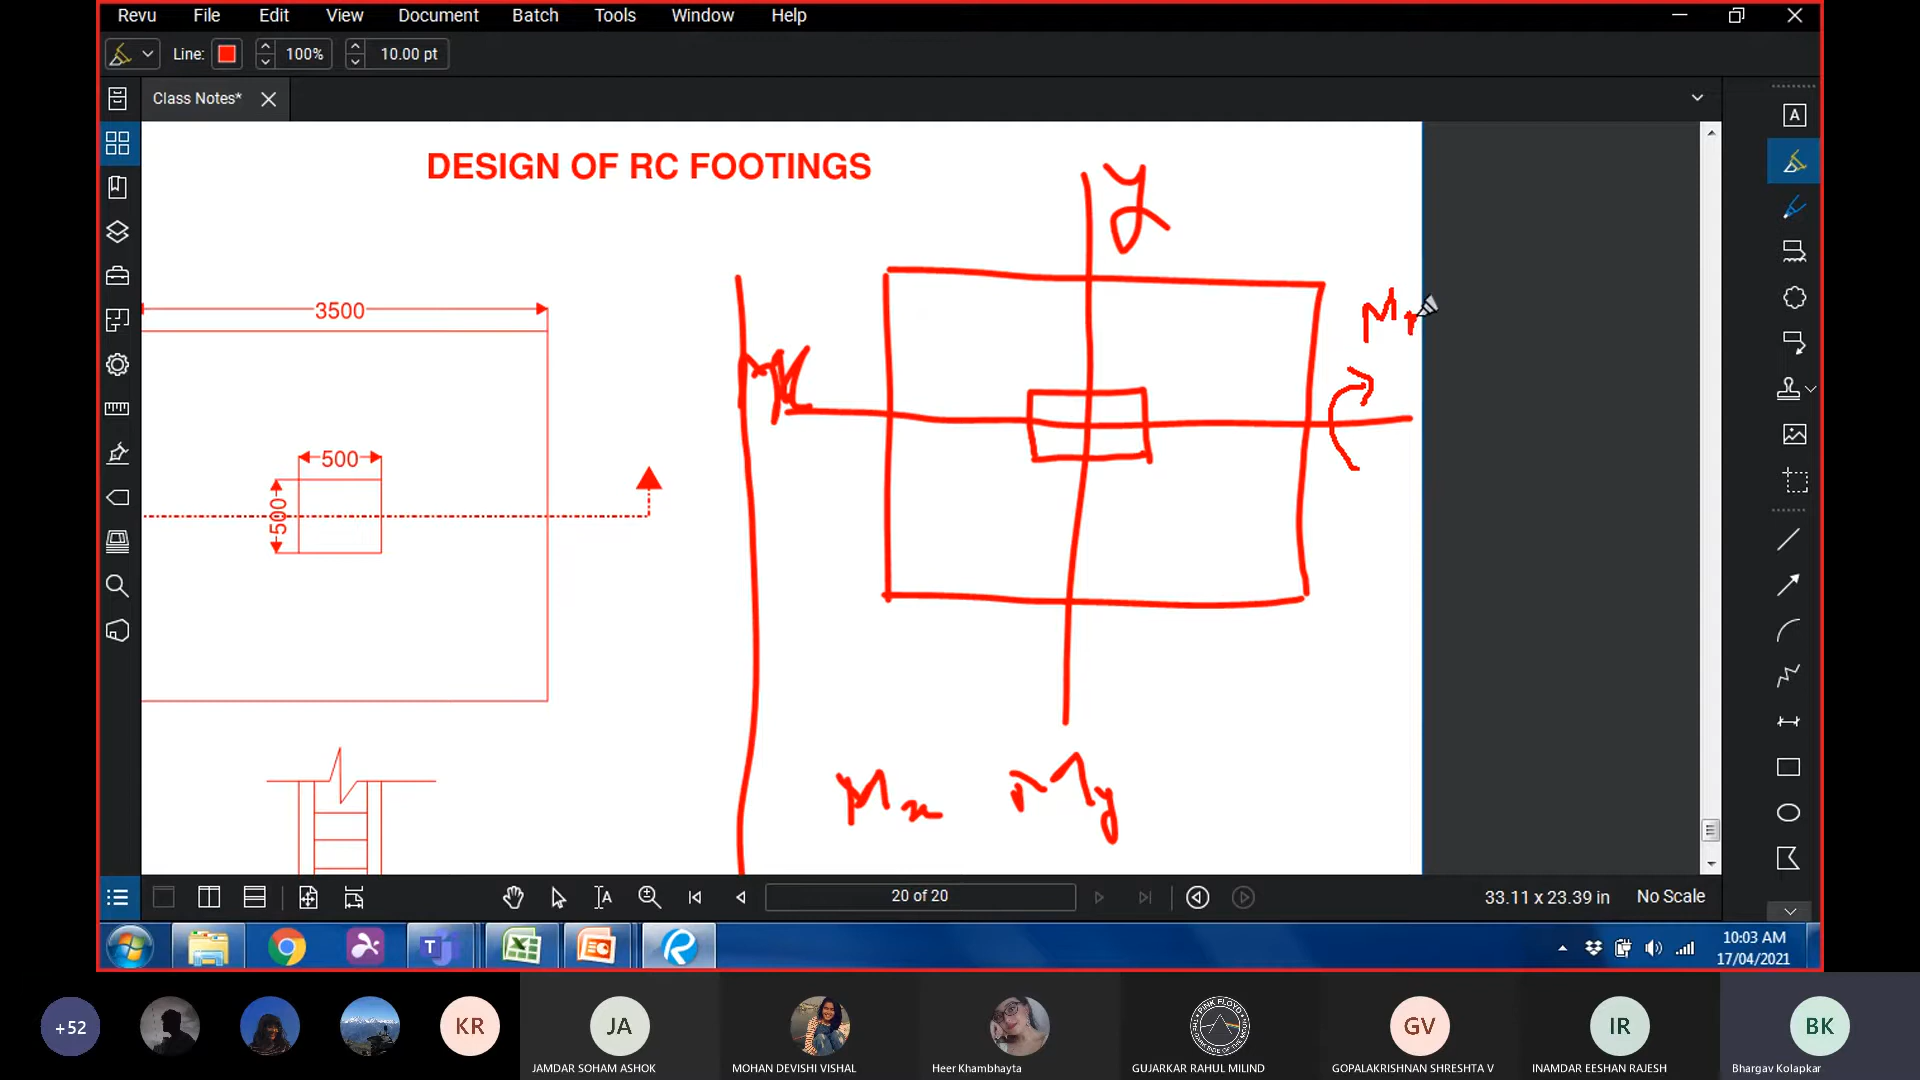 Revu File Edit View Document Batch Tools Window Help
Line: 100% 10.00 pt
Class Notes*
DESIGN OF RC FOOTINGS
y
3500
500
500
x
M
Mx My
20 of 20
33.11 x 23.39 in No Scale
10:03 AM
17/04/2021
+52
KR
JA
GV
IR
BK
JAMDAR SOHAM ASHOK
MOHAN DEVISHI VISHAL
Heer Khambhayta
GUJARKAR RAHUL MILIND
GOPALAKRISHNAN SHRESHTA V
INAMDAR EESHAN RAJESH
Bhargav Kolapkar